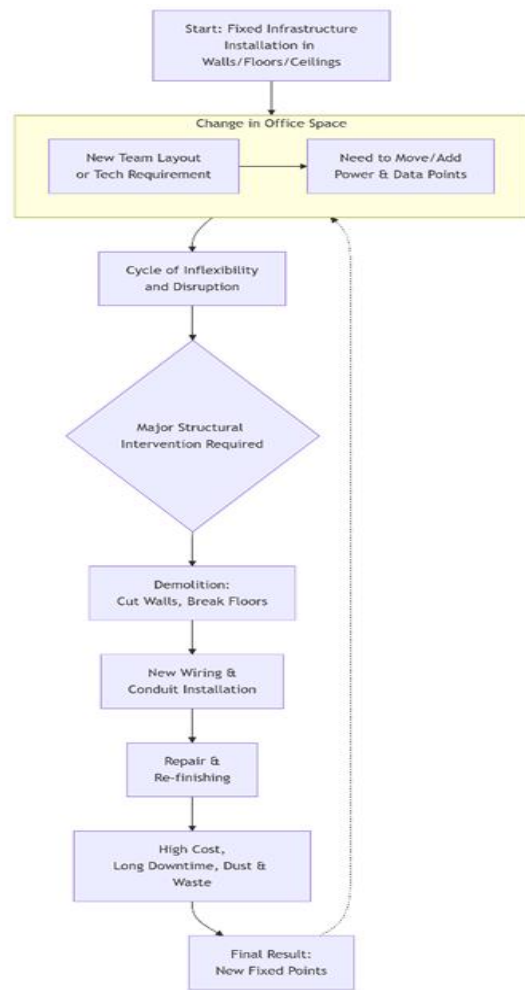 Start: Fixed Infrastructure
Installation in
Walls/Floors/Ceilings
Change in Office Space
New Team Layout
or Tech Requirement
Need to Move/Add
Power & Data Points
Cycle of Inflexibility
and Disruption
Major Structural
Intervention Required
Demolition:
Cut Walls, Break Floors
New Wiring &
Conduit Installation
Repair &
Re-finishing
High Cost,
Long Downtime, Dust &
Waste
Final Result:
New Fixed Points